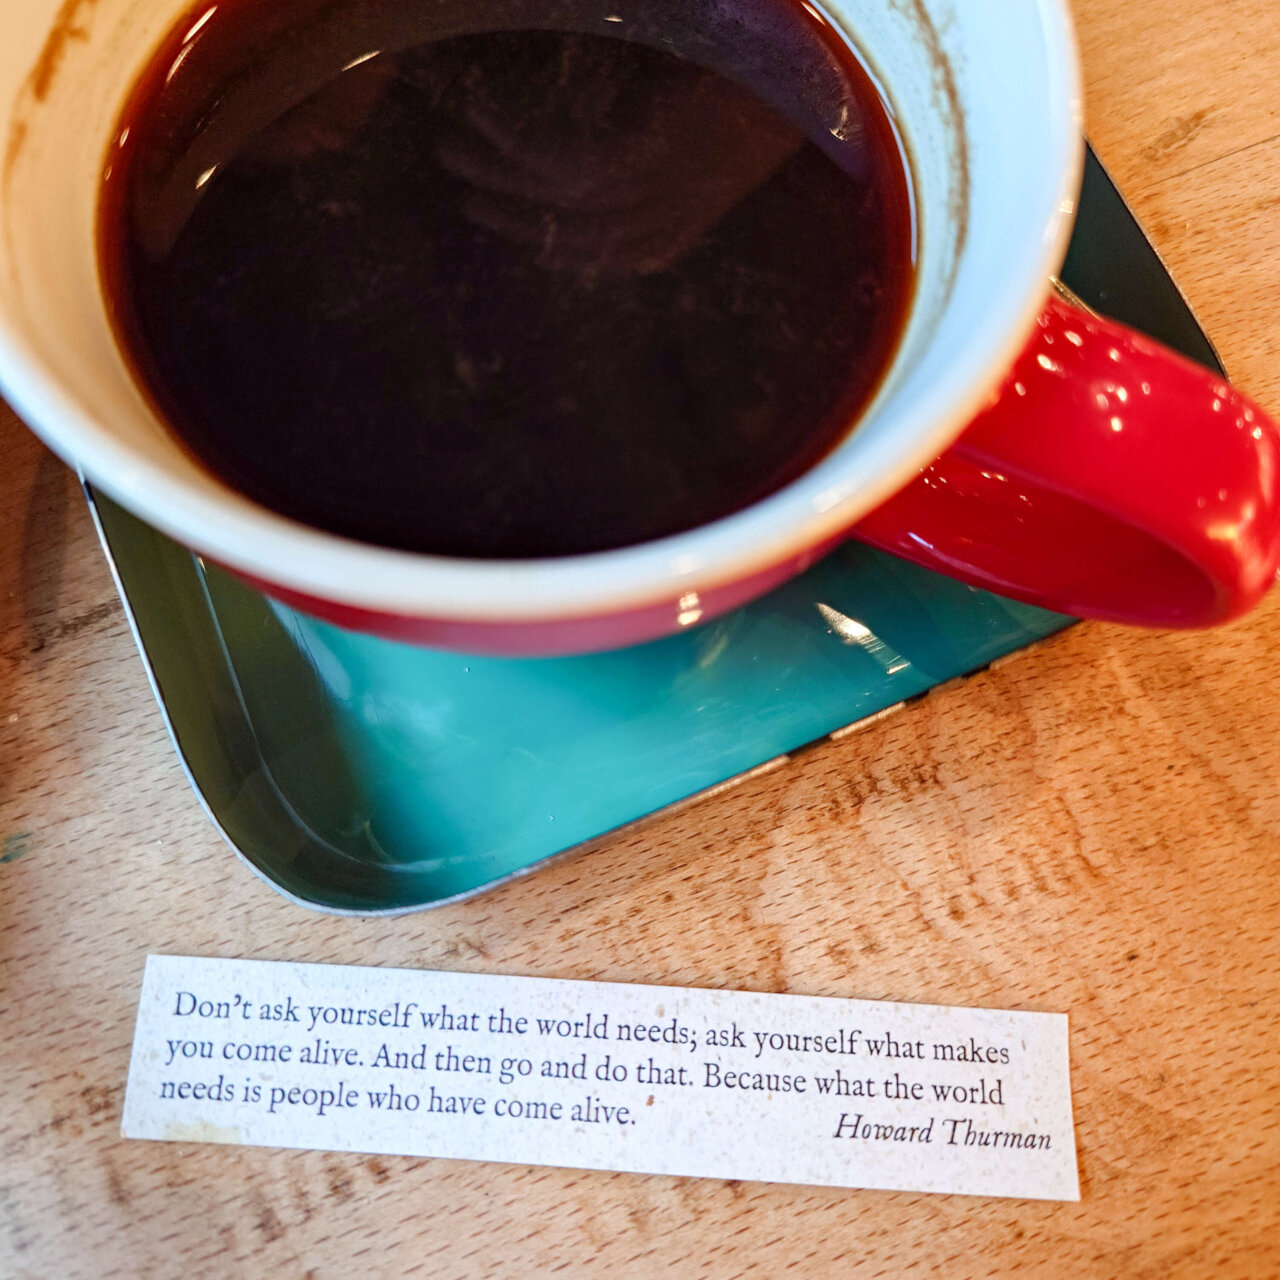 Don't ask yourself what the world needs; ask yourself what makes
you come alive. And then go and do that. Because what the world
needs is people who have come alive.
Howard Thurman